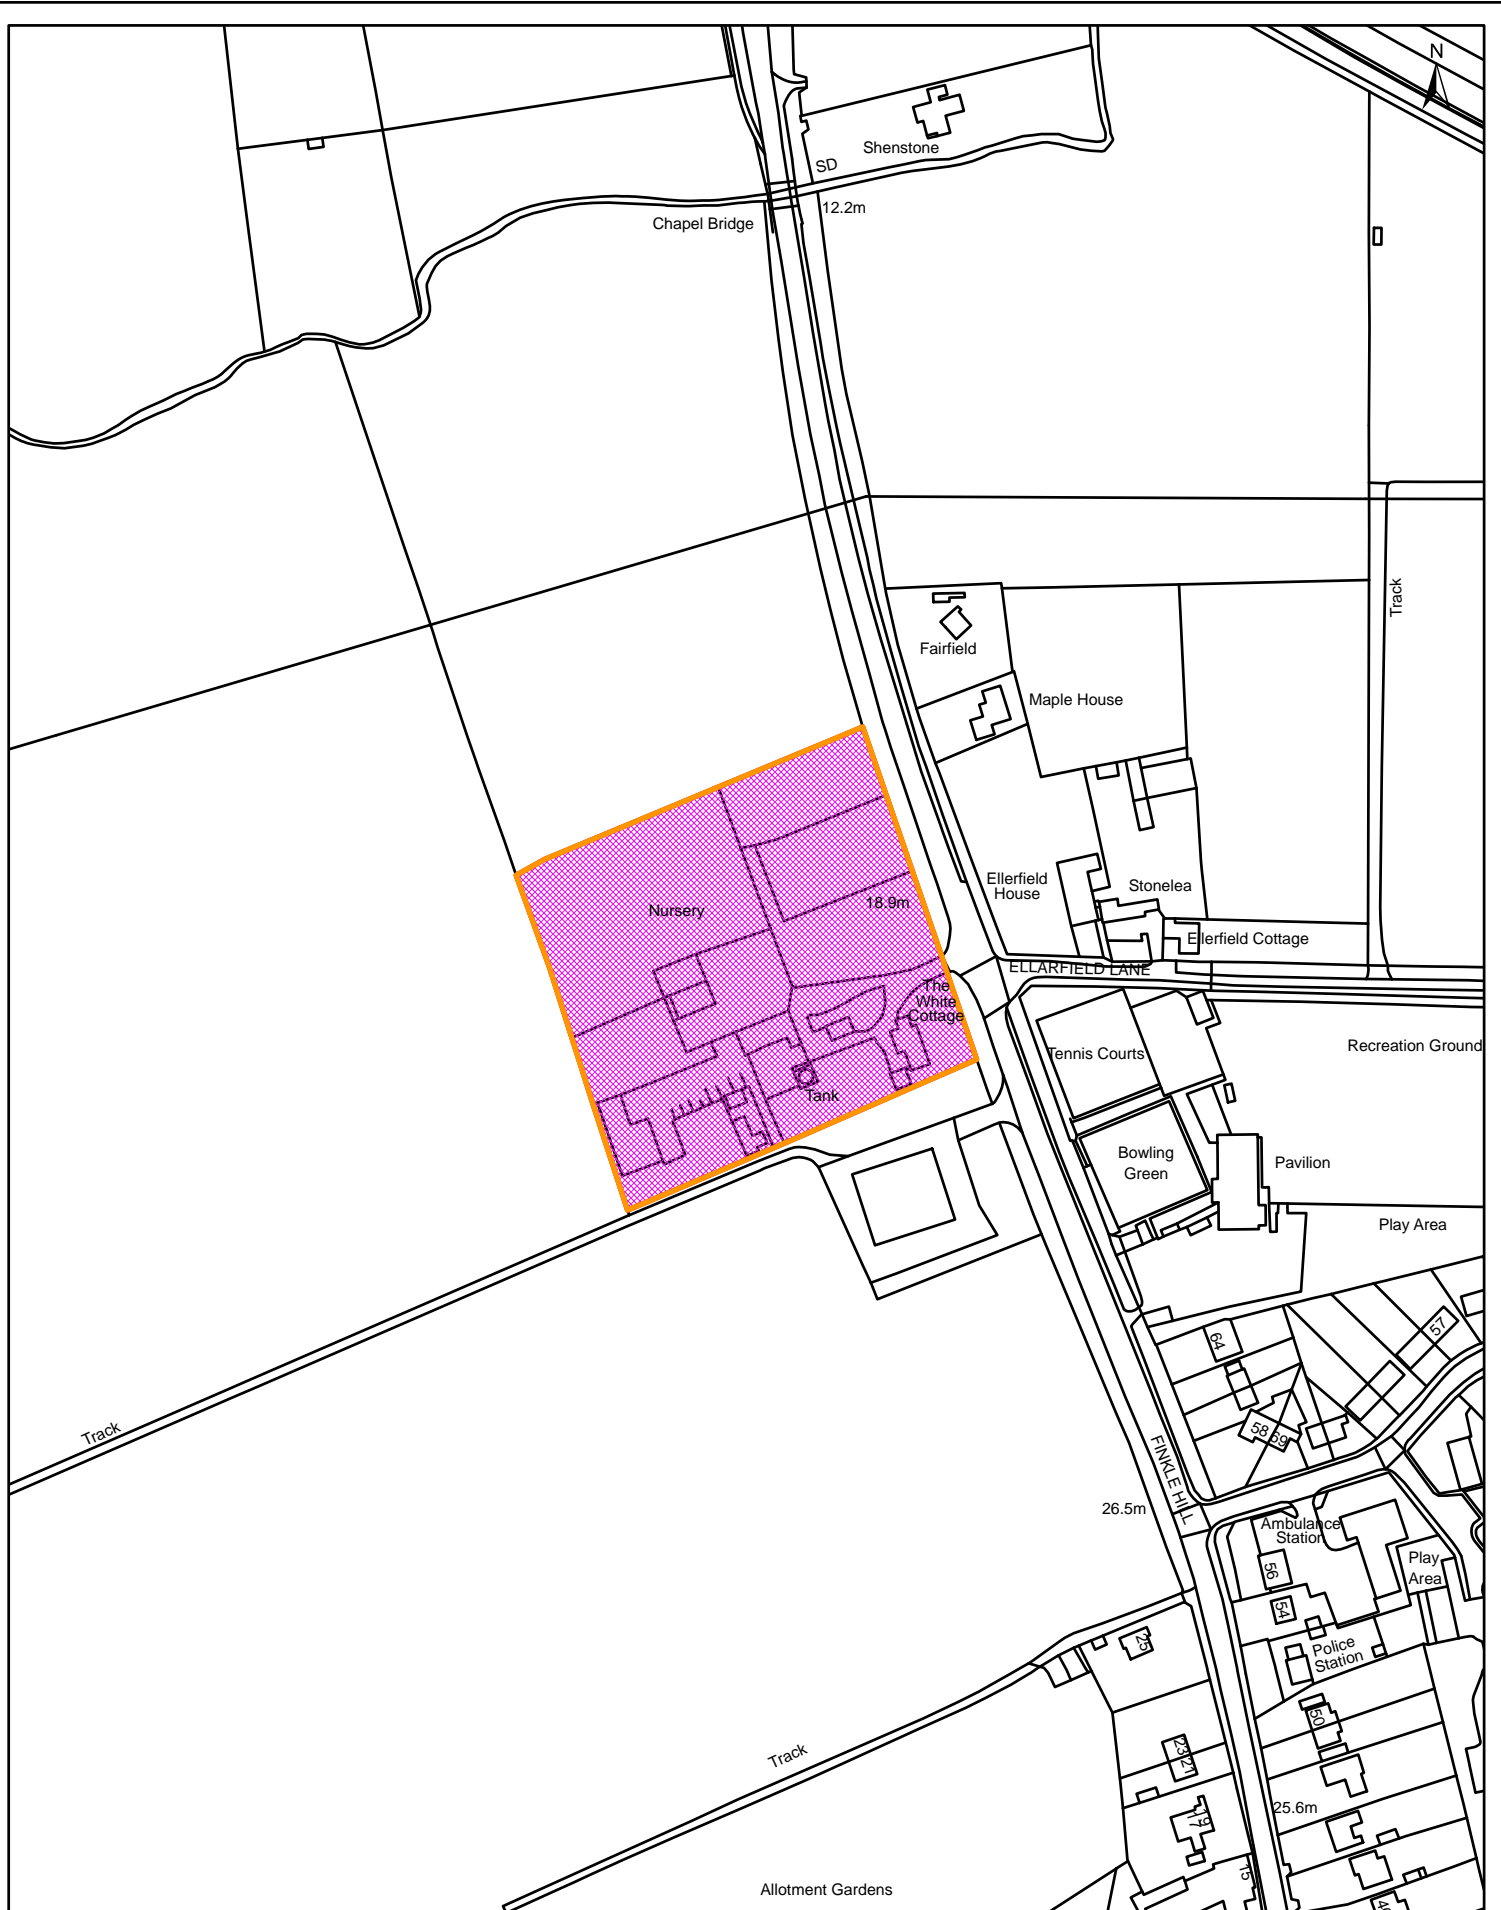 N
Shenstone
SD
12.2m
Chapel Bridge
Track
Fairfield
Maple House
Ellerfield
House
Stonelea
18.9m
Nursery
Ellerfield Cottage
ELLARFIELD LANE
The
White
Cottage
Tennis Courts
Recreation Ground
Tank
Bowling
Green
Pavilion
Play Area
57
64
Track
58
69
FINKLE HILL
26.5m
Ambulance
Station
56
Play
Area
54
25
Police
Station
50
23
21
Track
25.6m
19
17
15
Allotment Gardens